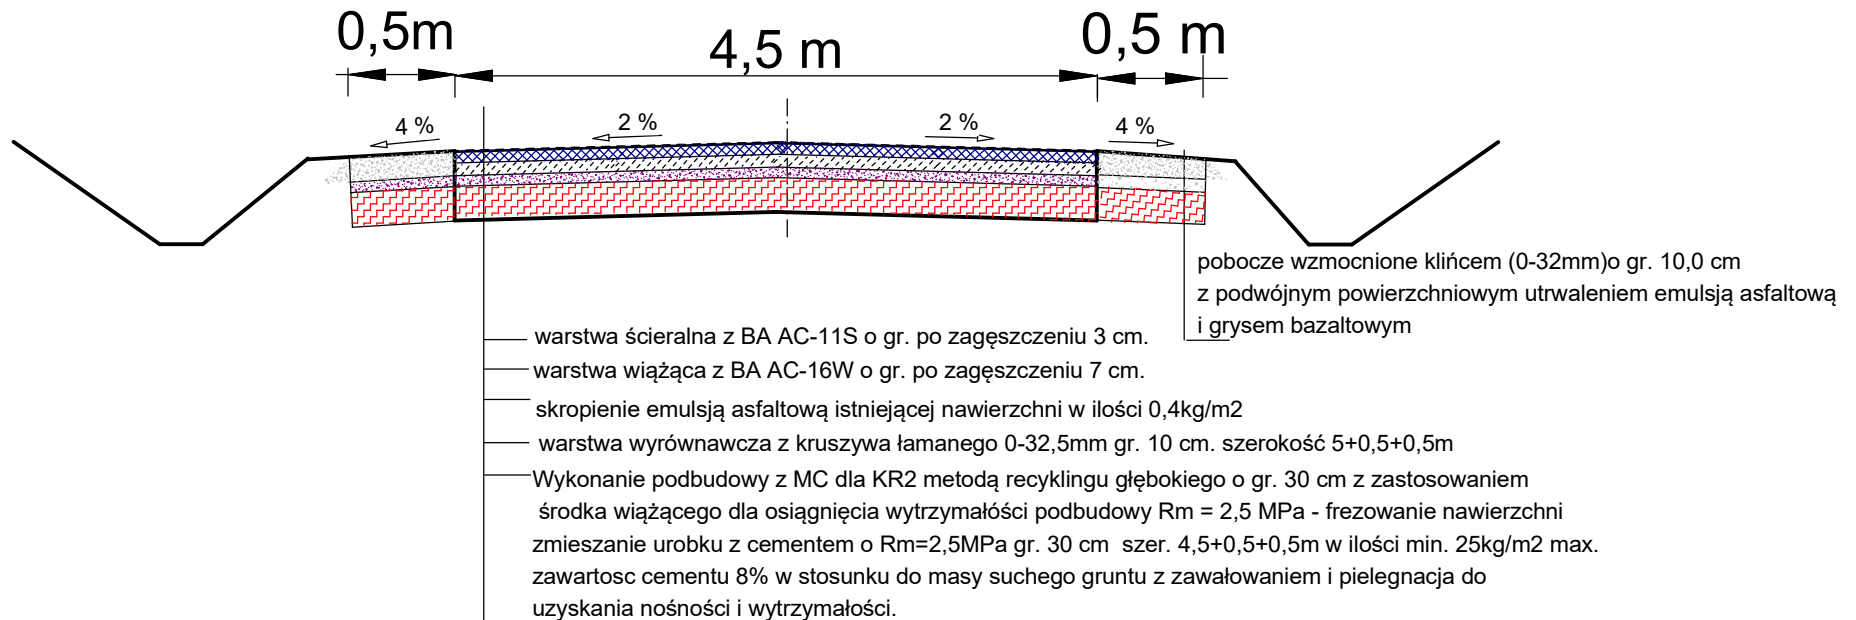 0,5m
4,5 m
0,5 m
4 %
2 %
2 %
4 %
pobocze wzmocnione klińcem (0-32mm)o gr. 10,0 cm
z podwójnym powierzchniowym utrwaleniem emulsją asfaltową
i grysem bazaltowym
warstwa ścieralna z BA AC-11S o gr. po zagęszczeniu 3 cm.
warstwa wiążąca z BA AC-16W o gr. po zagęszczeniu 7 cm.
skropienie emulsją asfaltową istniejącej nawierzchni w ilości 0,4kg/m2
warstwa wyrównawcza z kruszywa łamanego 0-32,5mm gr. 10 cm. szerokość 5+0,5+0,5m
Wykonanie podbudowy z MC dla KR2 metodą recyklingu głębokiego o gr. 30 cm z zastosowaniem
środka wiążącego dla osiągnięcia wytrzymałóści podbudowy Rm = 2,5 MPa - frezowanie nawierzchni
zmieszanie urobku z cementem o Rm=2,5MPa gr. 30 cm szer. 4,5+0,5+0,5m w ilości min. 25kg/m2 max.
zawartosc cementu 8% w stosunku do masy suchego gruntu z zawałowaniem i pielegnacja do
uzyskania nośności i wytrzymałości.